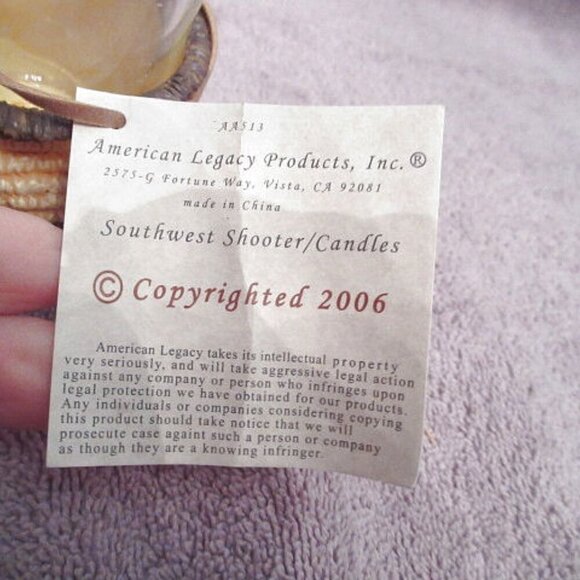 AA513
American Legacy Products, Inc.®
2575-G Fortune Way, Vista, CA 92081
made in China
Southwest Shooter/Candles
© Copyrighted 2006
American Legacy takes its intellectual property
very seriously, and will take aggressive legal action
against any company or person who infringes upon
legal protection we have obtained for our products.
Any individuals or companies considering copying
this product should take notice that we will
prosecute case against such a person or company
as though they are a knowing infringer.